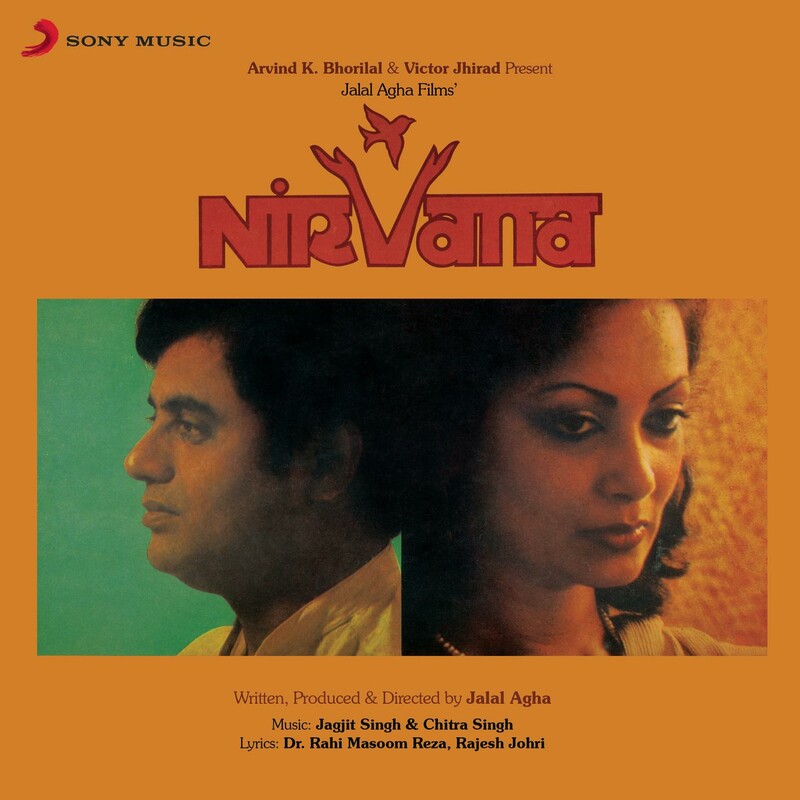 SONY MUSIC
Arvind K. Bhorilal & Victor Jhirad Present
Jalal Agha Films'
Nirvana
Written, Produced & Directed by Jalal Agha
Music: Jagjit Singh & Chitra Singh
Lyrics: Dr. Rahi Masoom Reza, Rajesh Johri